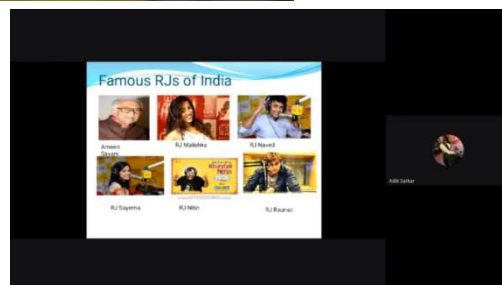 Famous RJs of India
Ameen
Sayani
RJ Malishka
RJ Naved
RJ Sayema
RJ Nitin
RJ Raunac
Aditi Sarkar